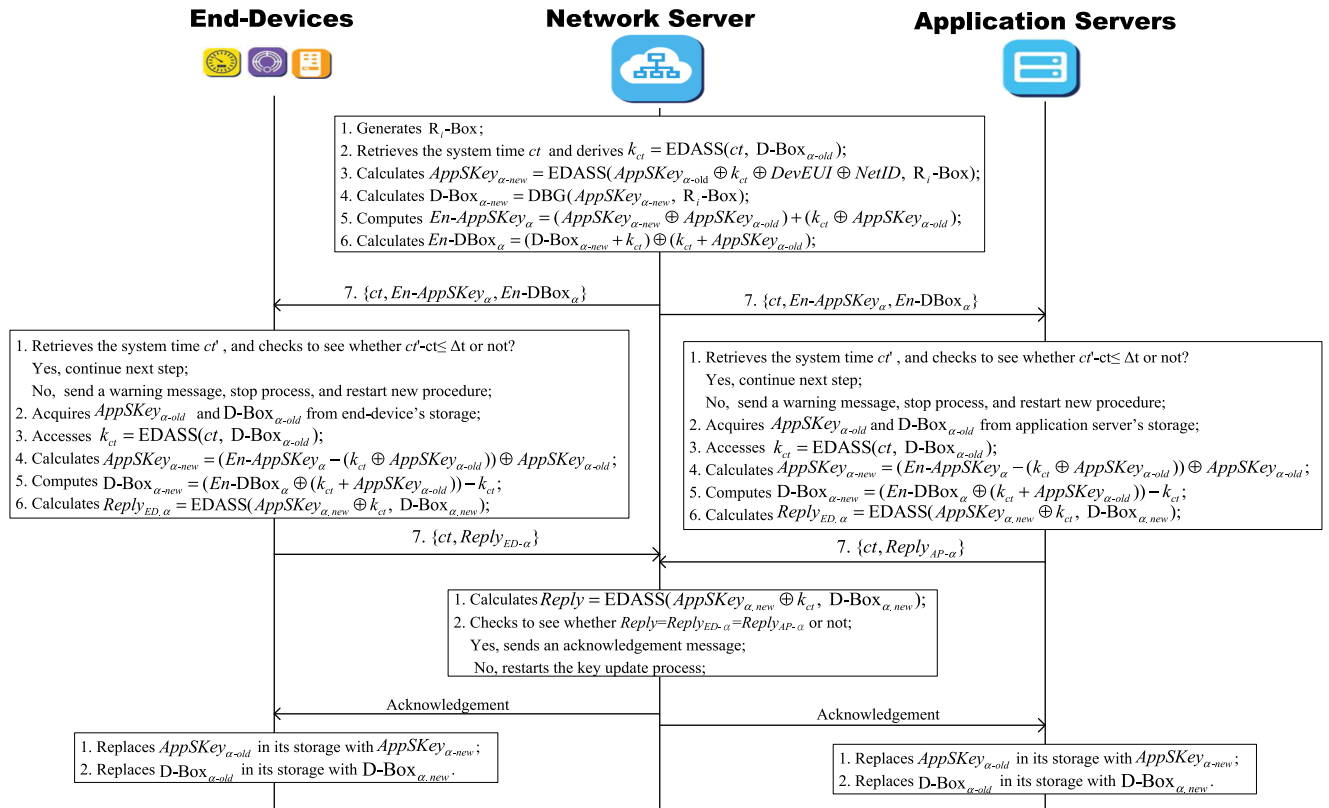 End-Devices
Network Server
Application Servers
1. Generates R_i-Box;
2. Retrieves the system time ct and derives k_ct = EDASS(ct, D-Box_α-old);
3. Calculates AppSKey_α-new = EDASS(AppSKey_α-old ⊕ k_ct ⊕ DevEUI ⊕ NetID, R_i-Box);
4. Calculates D-Box_α-new = DBG(AppSKey_α-new, R_i-Box);
5. Computes En-AppSKey_α = (AppSKey_α-new ⊕ AppSKey_α-old) + (k_ct ⊕ AppSKey_α-old);
6. Calculates En-DBox_α = (D-Box_α-new + k_ct) ⊕ (k_ct + AppSKey_α-old);
7. {ct, En-AppSKey_α, En-DBox_α}
7. {ct, En-AppSKey_α, En-DBox_α}
1. Retrieves the system time ct' , and checks to see whether ct'-ct≤ Δt or not?
Yes, continue next step;
No, send a warning message, stop process, and restart new procedure;
2. Acquires AppSKey_α-old and D-Box_α-old from end-device's storage;
3. Accesses k_ct = EDASS(ct, D-Box_α-old);
4. Calculates AppSKey_α-new = (En-AppSKey_α − (k_ct ⊕ AppSKey_α-old)) ⊕ AppSKey_α-old;
5. Computes D-Box_α-new = (En-DBox_α ⊕ (k_ct + AppSKey_α-old)) − k_ct;
6. Calculates Reply_ED,α = EDASS(AppSKey_α,new ⊕ k_ct, D-Box_α,new);
1. Retrieves the system time ct' , and checks to see whether ct'-ct≤ Δt or not?
Yes, continue next step;
No, send a warning message, stop process, and restart new procedure;
2. Acquires AppSKey_α-old and D-Box_α-old from application server's storage;
3. Accesses k_ct = EDASS(ct, D-Box_α-old);
4. Calculates AppSKey_α-new = (En-AppSKey_α − (k_ct ⊕ AppSKey_α-old)) ⊕ AppSKey_α-old;
5. Computes D-Box_α-new = (En-DBox_α ⊕ (k_ct + AppSKey_α-old)) − k_ct;
6. Calculates Reply_ED,α = EDASS(AppSKey_α,new ⊕ k_ct, D-Box_α,new);
7. {ct, Reply_ED-α}
7. {ct, Reply_AP-α}
1. Calculates Reply = EDASS(AppSKey_α,new ⊕ k_ct, D-Box_α,new);
2. Checks to see whether Reply=Reply_ED-α=Reply_AP-α or not;
Yes, sends an acknowledgement message;
No, restarts the key update process;
Acknowledgement
Acknowledgement
1. Replaces AppSKey_α-old in its storage with AppSKey_α-new;
2. Replaces D-Box_α-old in its storage with D-Box_α,new.
1. Replaces AppSKey_α-old in its storage with AppSKey_α-new;
2. Replaces D-Box_α-old in its storage with D-Box_α,new.